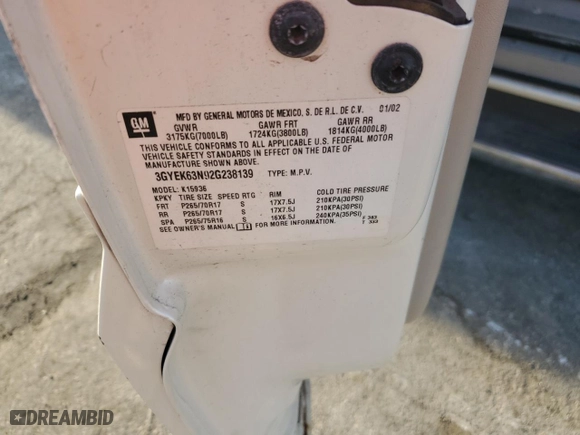 GM
MFD BY GENERAL MOTORS DE MEXICO, S. DE R.L. DE C.V. 01/02
GVWR GAWR FRT GAWR RR
3175KG(7000LB) 1724KG(3800LB) 1814KG(4000LB)
THIS VEHICLE CONFORMS TO ALL APPLICABLE U.S. FEDERAL MOTOR
VEHICLE SAFETY STANDARDS IN EFFECT ON THE DATE OF
MANUFACTURE SHOWN ABOVE.
3GYEK63N92G238139 TYPE: M.P.V.
MODEL: K15936
KPKY TIRE SIZE SPEED RTG RIM COLD TIRE PRESSURE
FRT P265/70R17 S 17X7.5J 210KPA(30PSI)
RR P265/70R17 S 17X7.5J 210KPA(30PSI)
SPA P265/75R16 S 16X6.5J 240KPA(35PSI)
SEE OWNER'S MANUAL FOR MORE INFORMATION.
DREAMBID